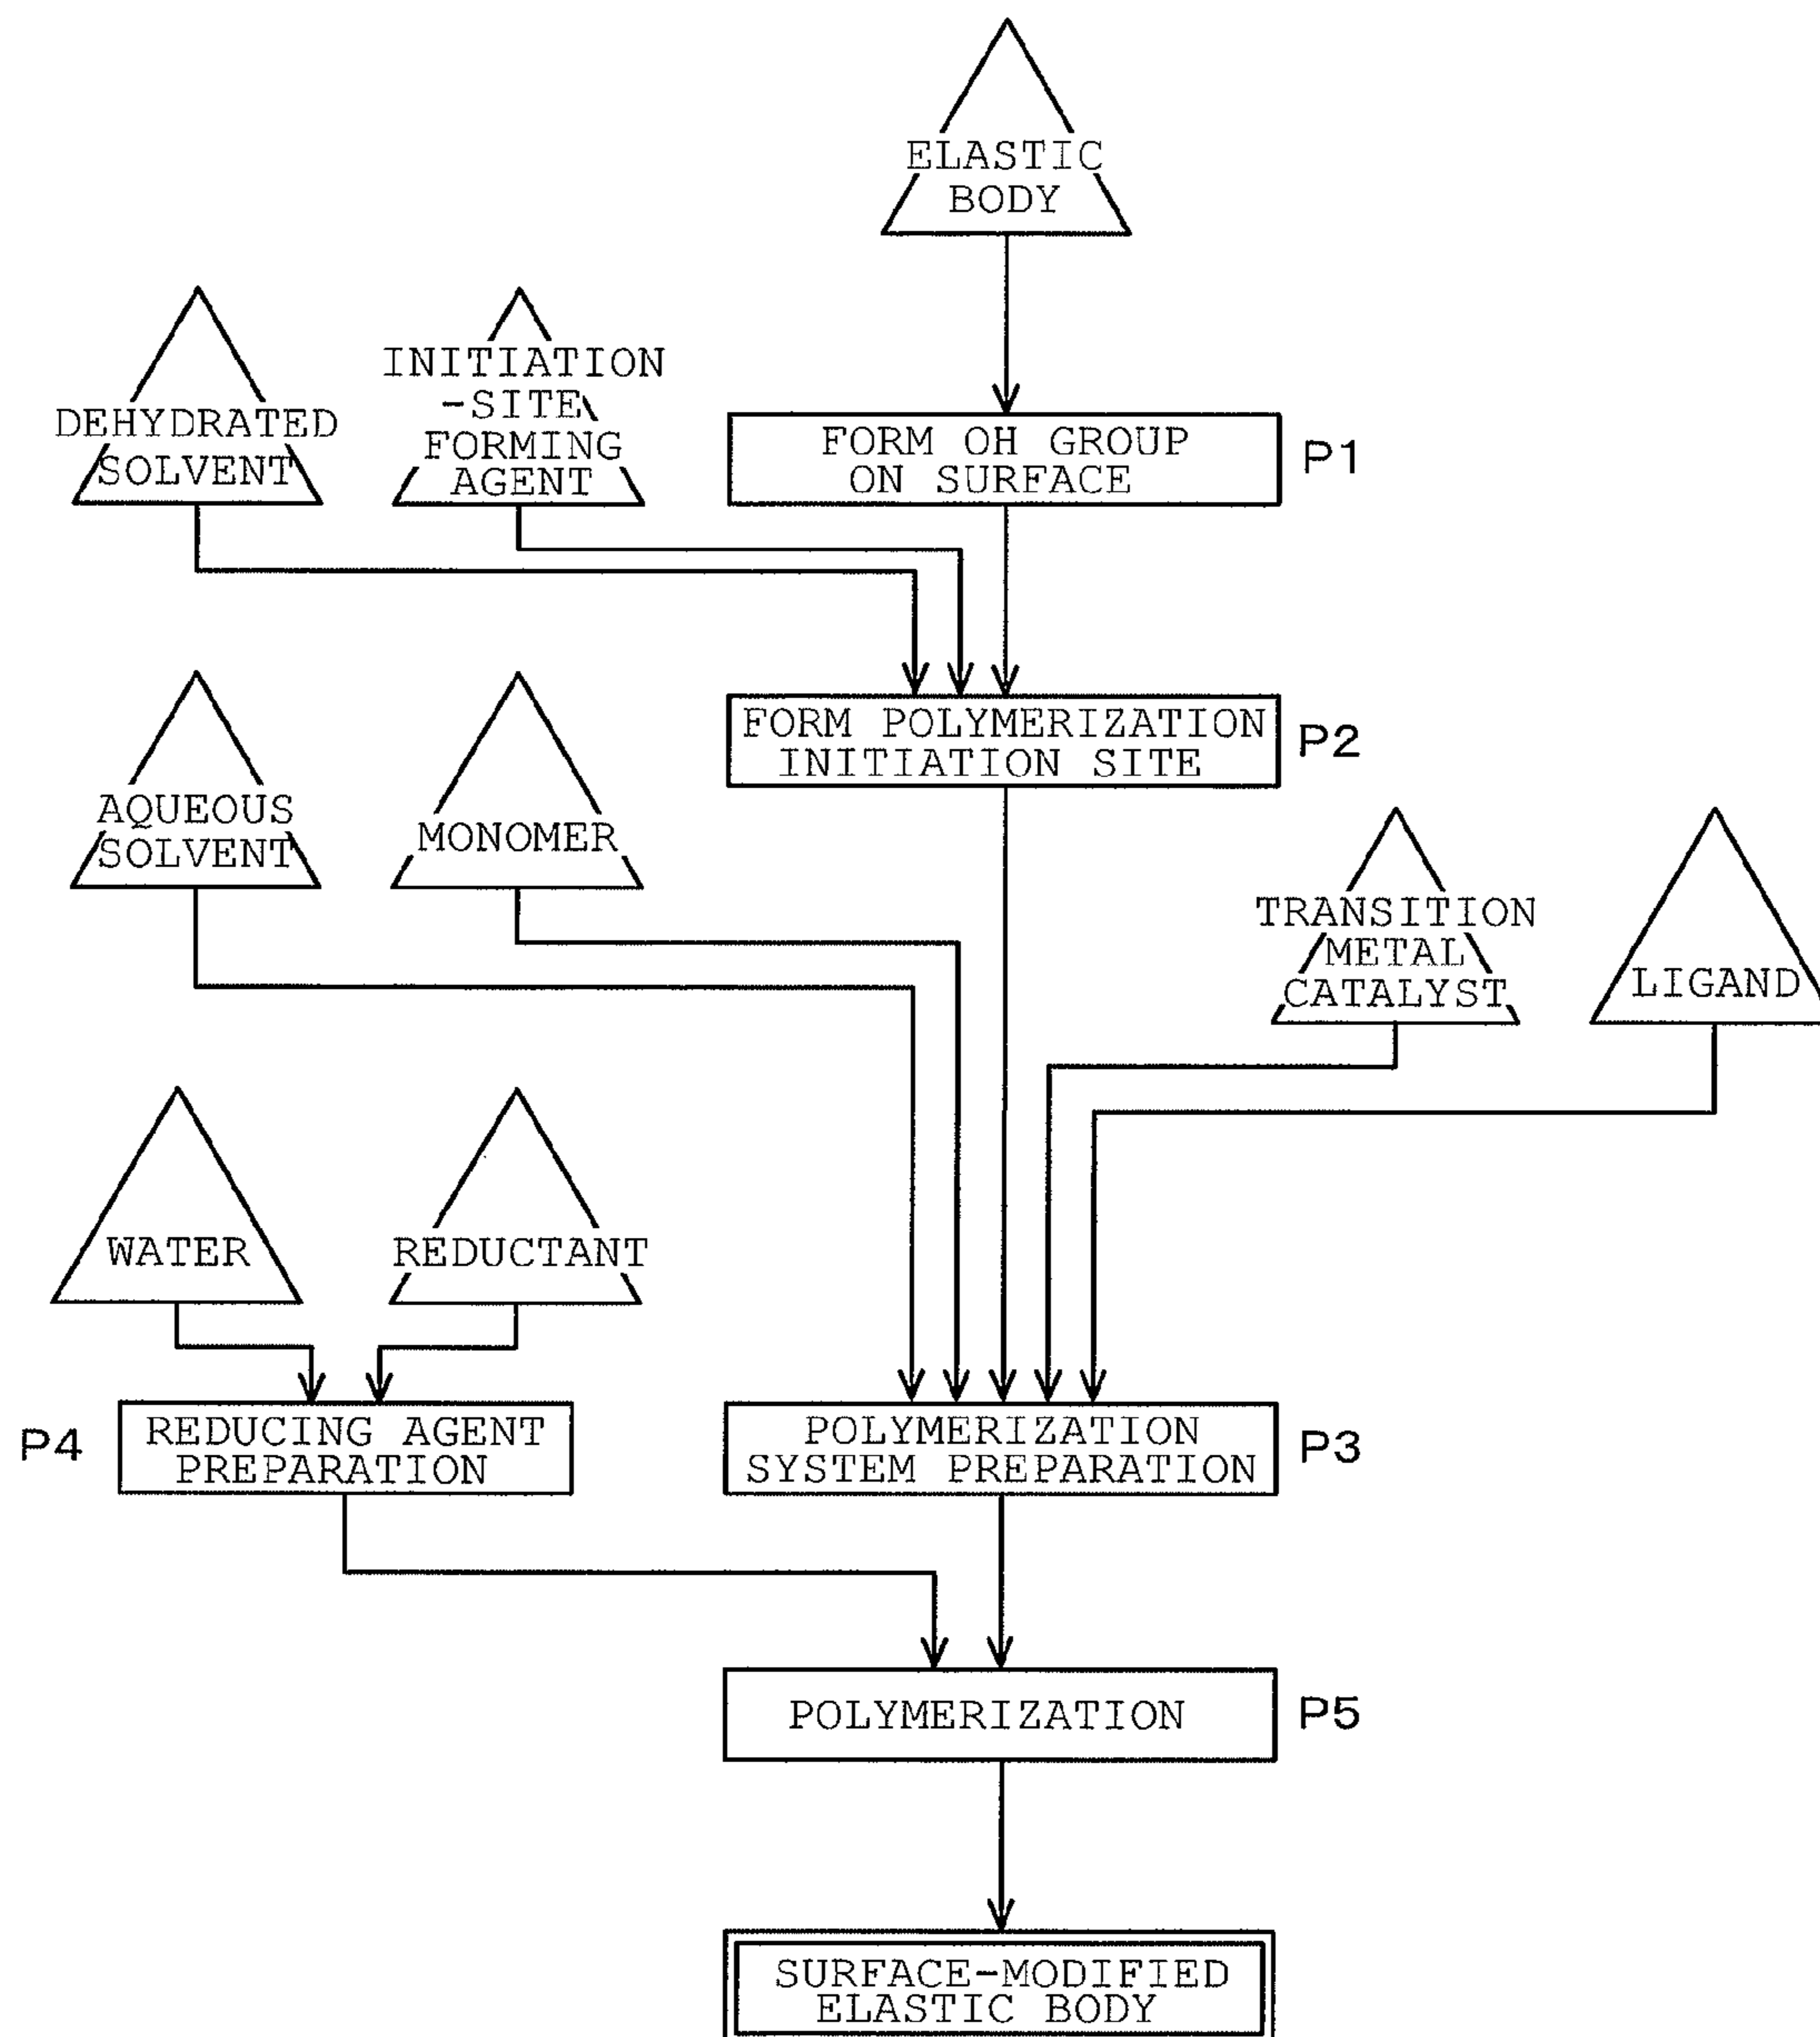 ELASTIC
BODY
DEHYDRATED
SOLVENT
INITIATION
-SITE
FORMING
AGENT
FORM OH GROUP
ON SURFACE
P1
FORM POLYMERIZATION
INITIATION SITE
P2
AQUEOUS
SOLVENT
MONOMER
TRANSITION
METAL
CATALYST
LIGAND
WATER
REDUCTANT
P4
REDUCING AGENT
PREPARATION
POLYMERIZATION
SYSTEM PREPARATION
P3
POLYMERIZATION
P5
SURFACE-MODIFIED
ELASTIC BODY